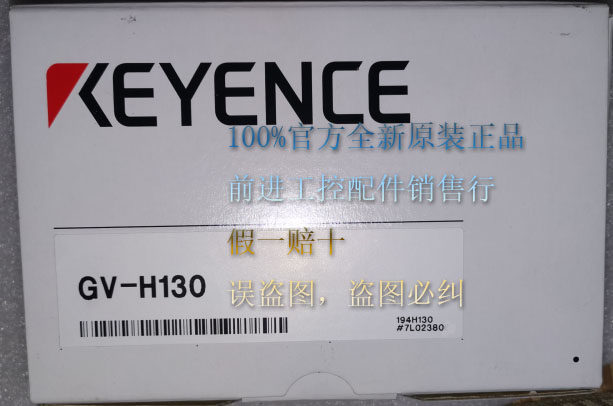 KEYENCE
100%官方全新原装正品
前进工控配件销售行
假一赔十
误盗图，盗图必纠
GV-H130
194H130
#7L02380